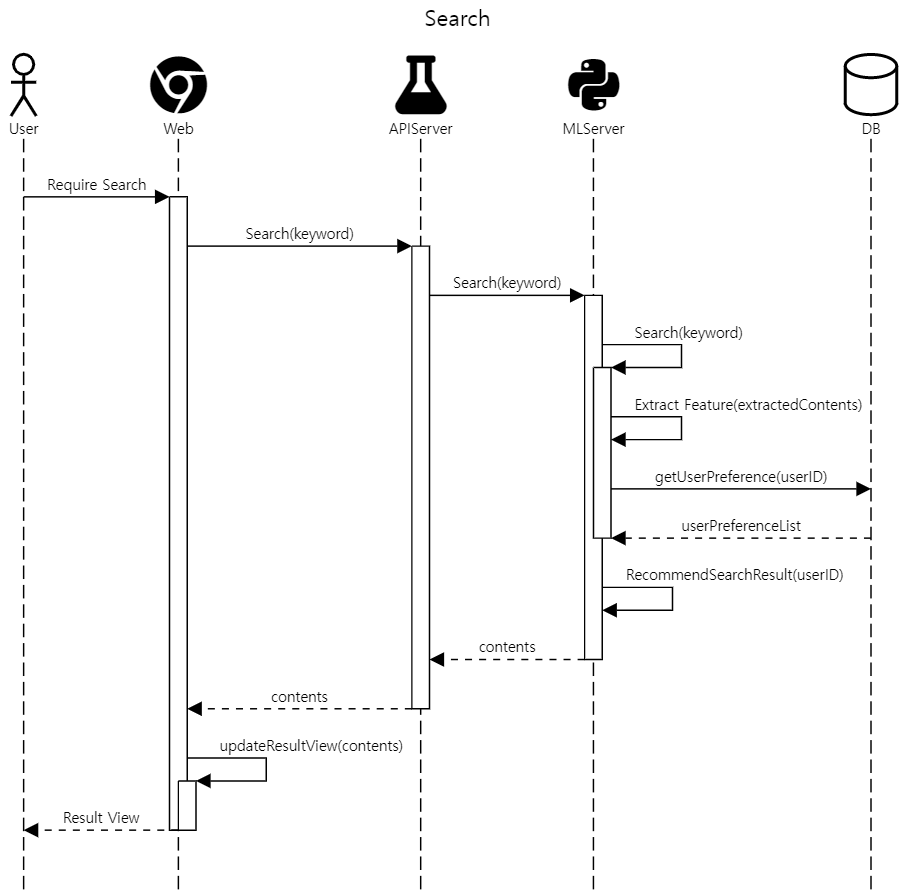 Search
User
Web
APIServer
MLServer
DB
Require Search
Search(keyword)
Search(keyword)
Search(keyword)
Extract Feature(extractedContents)
getUserPreference(userID)
userPreferenceList
RecommendSearchResult(userID)
contents
contents
updateResultView(contents)
Result View